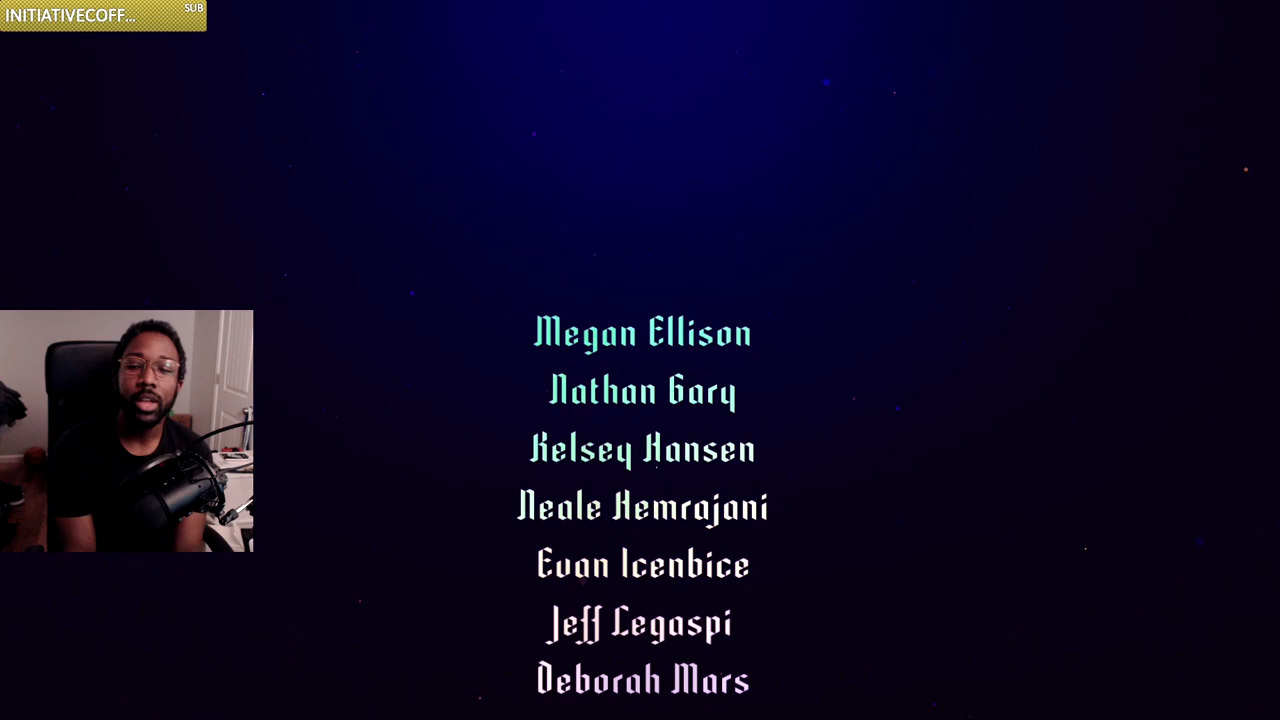 INITIATIVECOFF...
SUB
Megan Ellison
Nathan Gary
Kelsey Hansen
Neale Hemrajani
Evan Icenbice
Jeff Legaspi
Deborah Mars